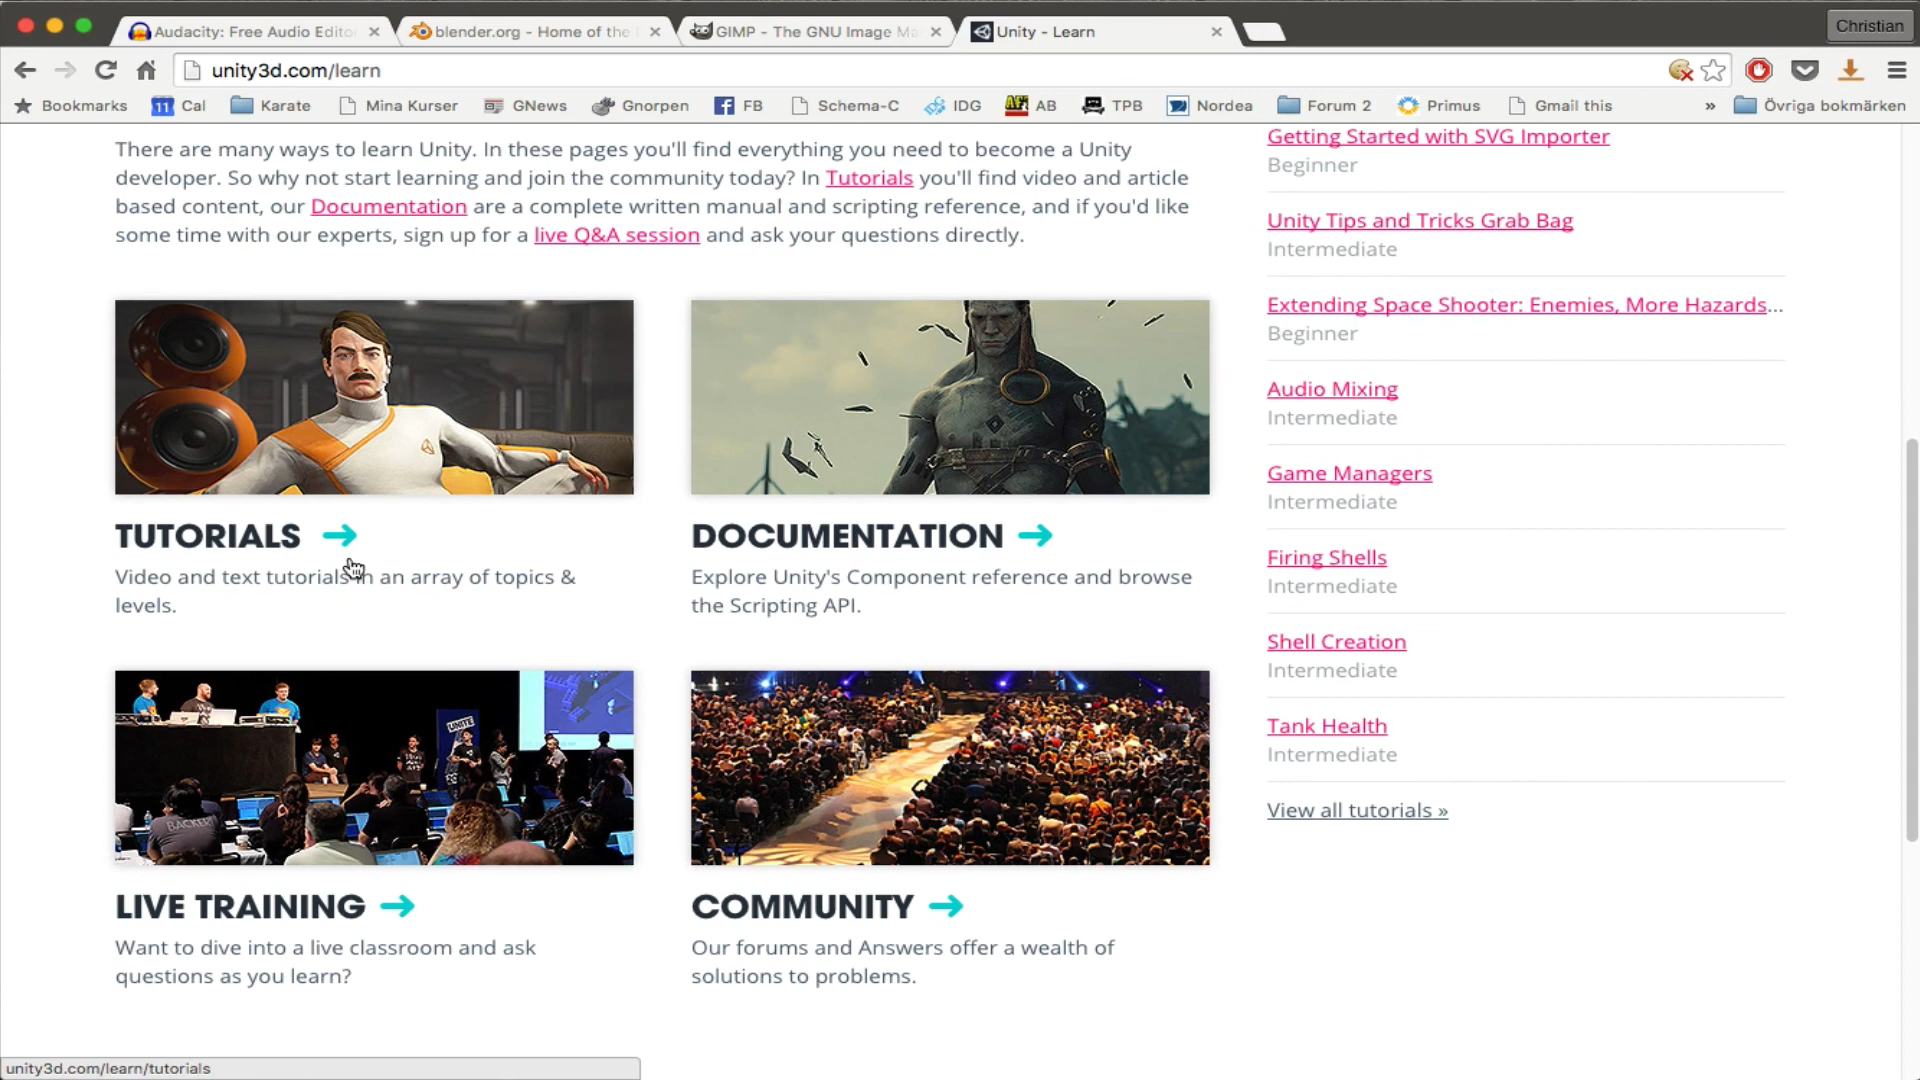 Audacity: Free Audio Edito
blender.org - Home of the
GIMP - The GNU Image Ma
Unity - Learn
Christian
unity3d.com/learn
Bookmarks
11 Cal
Karate
Mina Kurser
GNews
Gnorpen
FB
Schema-C
IDG
AB
TPB
Nordea
Forum 2
Primus
Gmail this
»
Övriga bokmärken
There are many ways to learn Unity. In these pages you'll find everything you need to become a Unity
developer. So why not start learning and join the community today? In Tutorials you'll find video and article
based content, our Documentation are a complete written manual and scripting reference, and if you'd like
some time with our experts, sign up for a live Q&A session and ask your questions directly.
TUTORIALS
Video and text tutorials in an array of topics &
levels.
DOCUMENTATION
Explore Unity's Component reference and browse
the Scripting API.
UNITE
BACKER
LIVE TRAINING
Want to dive into a live classroom and ask
questions as you learn?
COMMUNITY
Our forums and Answers offer a wealth of
solutions to problems.
Getting Started with SVG Importer
Beginner
Unity Tips and Tricks Grab Bag
Intermediate
Extending Space Shooter: Enemies, More Hazards...
Beginner
Audio Mixing
Intermediate
Game Managers
Intermediate
Firing Shells
Intermediate
Shell Creation
Intermediate
Tank Health
Intermediate
View all tutorials »
unity3d.com/learn/tutorials